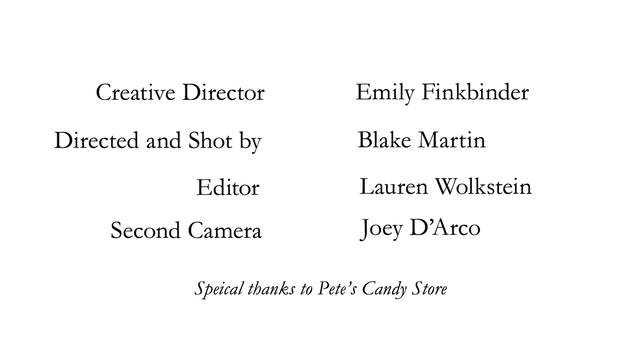 Creative Director Emily Finkbinder
Directed and Shot by Blake Martin
Editor Lauren Wolkstein
Second Camera Joey D’Arco
Speical thanks to Pete’s Candy Store